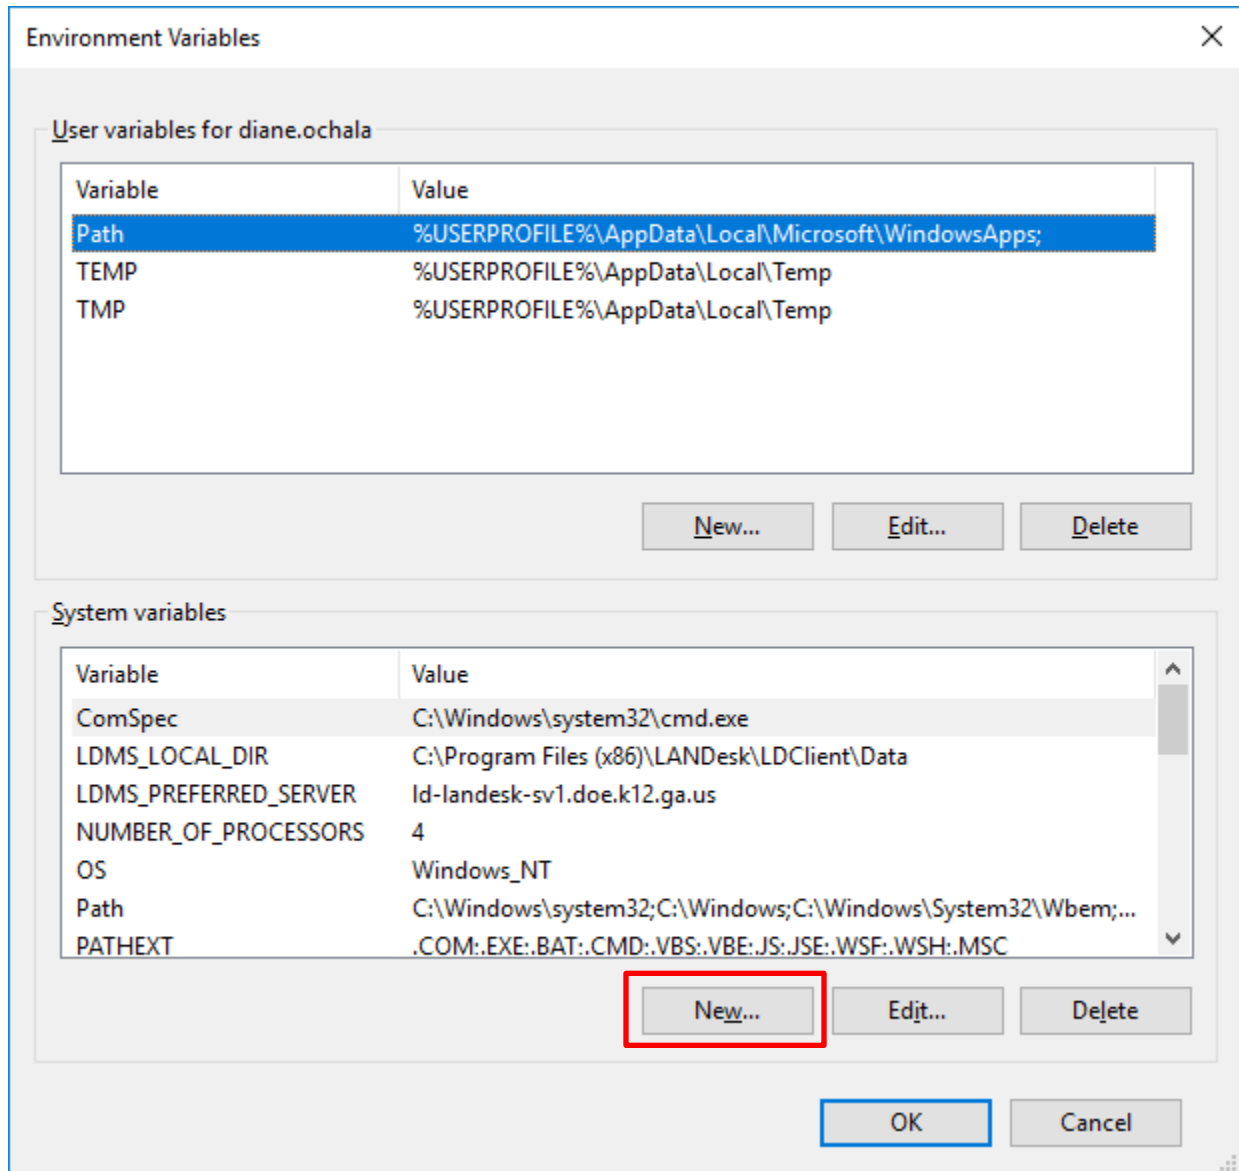 Environment Variables
User variables for diane.ochala
Variable Value
Path %USERPROFILE%\AppData\Local\Microsoft\WindowsApps;
TEMP %USERPROFILE%\AppData\Local\Temp
TMP %USERPROFILE%\AppData\Local\Temp
New... Edit... Delete
System variables
Variable Value
ComSpec C:\Windows\system32\cmd.exe
LDMS_LOCAL_DIR C:\Program Files (x86)\LANDesk\LDClient\Data
LDMS_PREFERRED_SERVER ld-landesk-sv1.doe.k12.ga.us
NUMBER_OF_PROCESSORS 4
OS Windows_NT
Path C:\Windows\system32;C:\Windows;C:\Windows\System32\Wbem;...
PATHEXT .COM;.EXE;.BAT;.CMD;.VBS;.VBE;.JS;.JSE;.WSF;.WSH;.MSC
New... Edit... Delete
OK Cancel